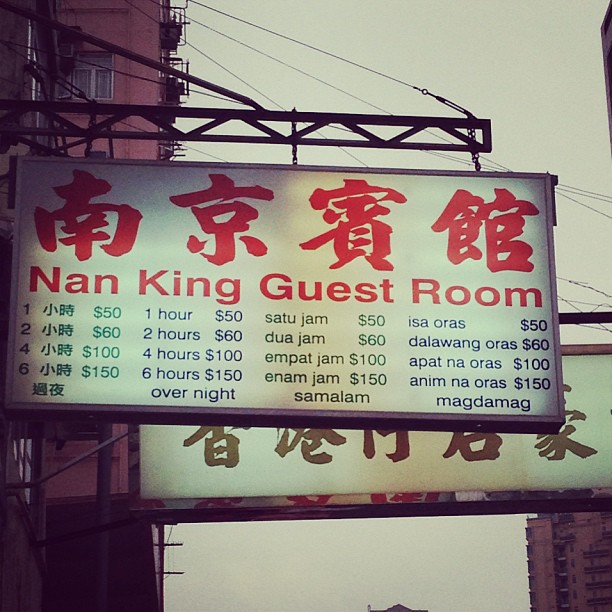 南京賓館
Nan King Guest Room
1 小時 $50 1 hour $50 satu jam $50 isa oras $50
2 小時 $60 2 hours $60 dua jam $60 dalawang oras $60
4 小時 $100 4 hours $100 empat jam $100 apat na oras $100
6 小時 $150 6 hours $150 enam jam $150 anim na oras $150
過夜 over night samalam magdamag
香港
家